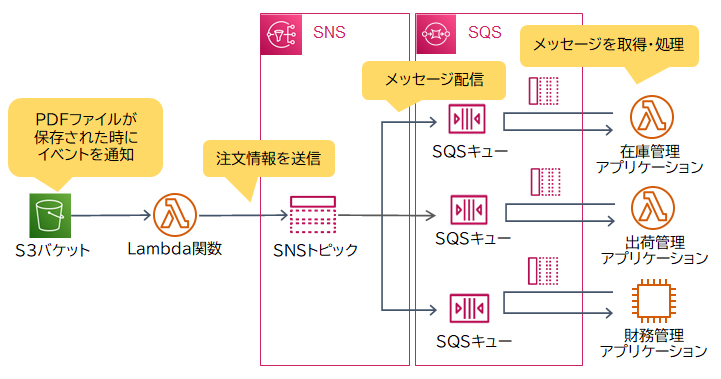 SNS
SQS
メッセージを取得・処理
メッセージ配信
PDFファイルが
保存された時に
イベントを通知
注文情報を送信
SQSキュー
在庫管理
アプリケーション
S3バケット
Lambda関数
SNSトピック
SQSキュー
出荷管理
アプリケーション
SQSキュー
財務管理
アプリケーション